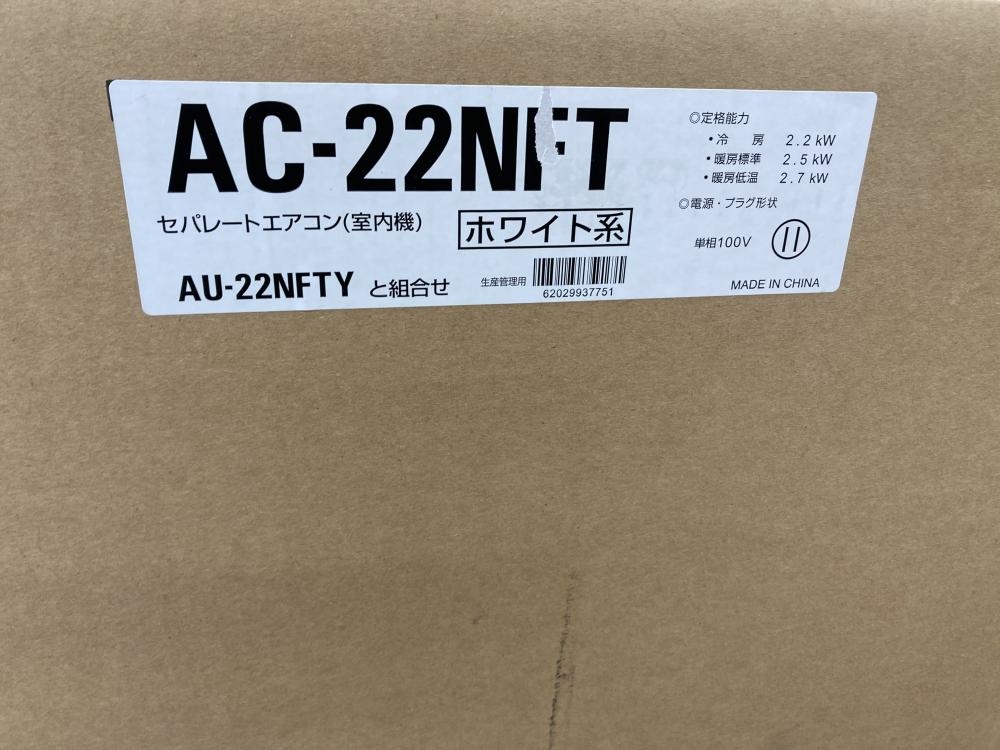 AC-22NFT
セパレートエアコン(室内機)
ホワイト系
AU-22NFTY と組合せ
生産管理用
62029937751
◎定格能力
・冷 房 2.2 kW
・暖房標準 2.5 kW
・暖房低温 2.7 kW
◎電源・プラグ形状
単相100V
MADE IN CHINA